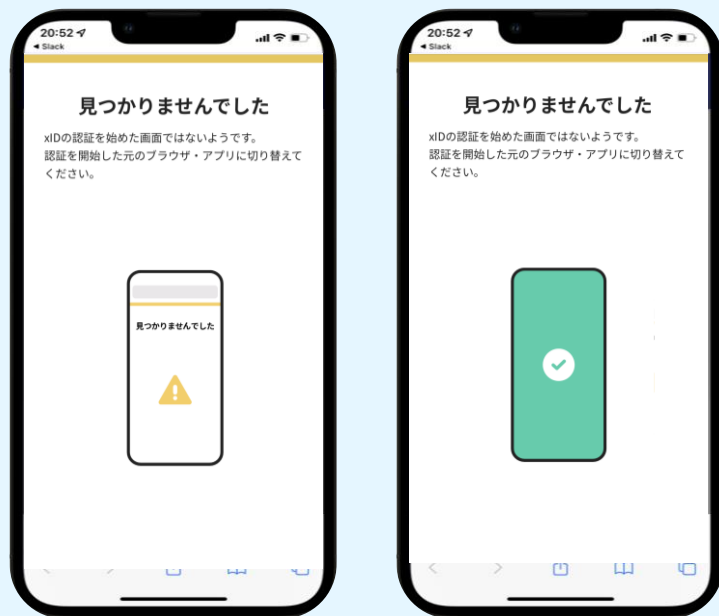 20:52
◀ Slack
見つかりませんでした
xIDの認証を始めた画面ではないようです。
認証を開始した元のブラウザ・アプリに切り替えて
ください。
見つかりませんでした
20:52
◀ Slack
見つかりませんでした
xIDの認証を始めた画面ではないようです。
認証を開始した元のブラウザ・アプリに切り替えて
ください。